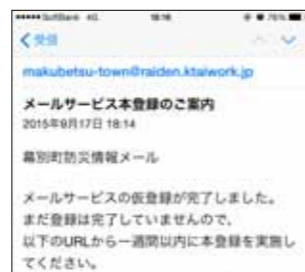 SoftBank 4G 18:16 76%
受信
makubetsu-town@raiden.ktaiwork.jp
メールサービス本登録のご案内
2015年9月17日 18:14
幕別町防災情報メール
メールサービスの仮登録が完了しました。
まだ登録は完了していませんので、
以下のURLから一週間以内に本登録を実施し
てください。